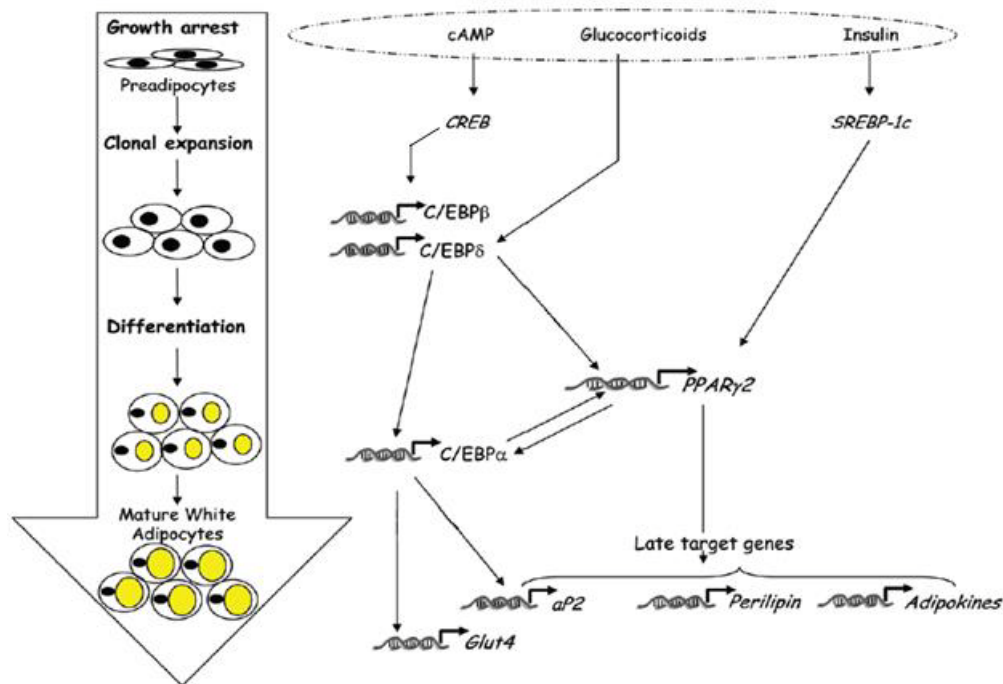 Growth arrest
Preadipocytes
Clonal expansion
Differentiation
Mature White
Adipocytes
cAMP
Glucocorticoids
Insulin
CREB
SREBP-1c
C/EBPβ
C/EBPδ
PPARγ2
C/EBPα
Late target genes
aP2
Perilipin
Adipokines
Glut4